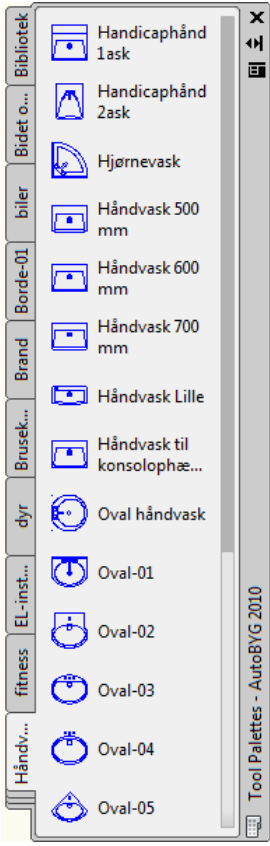 Bibliotek
Bidet o...
biler
Borde-01
Brand
Brusek...
dyr
EL-inst...
fitness
Håndv...
Handicaphånd
1ask
Handicaphånd
2ask
Hjørnevask
Håndvask 500
mm
Håndvask 600
mm
Håndvask 700
mm
Håndvask Lille
Håndvask til
konsolophæ...
Oval håndvask
Oval-01
Oval-02
Oval-03
Oval-04
Oval-05
Tool Palettes - AutoBYG 2010